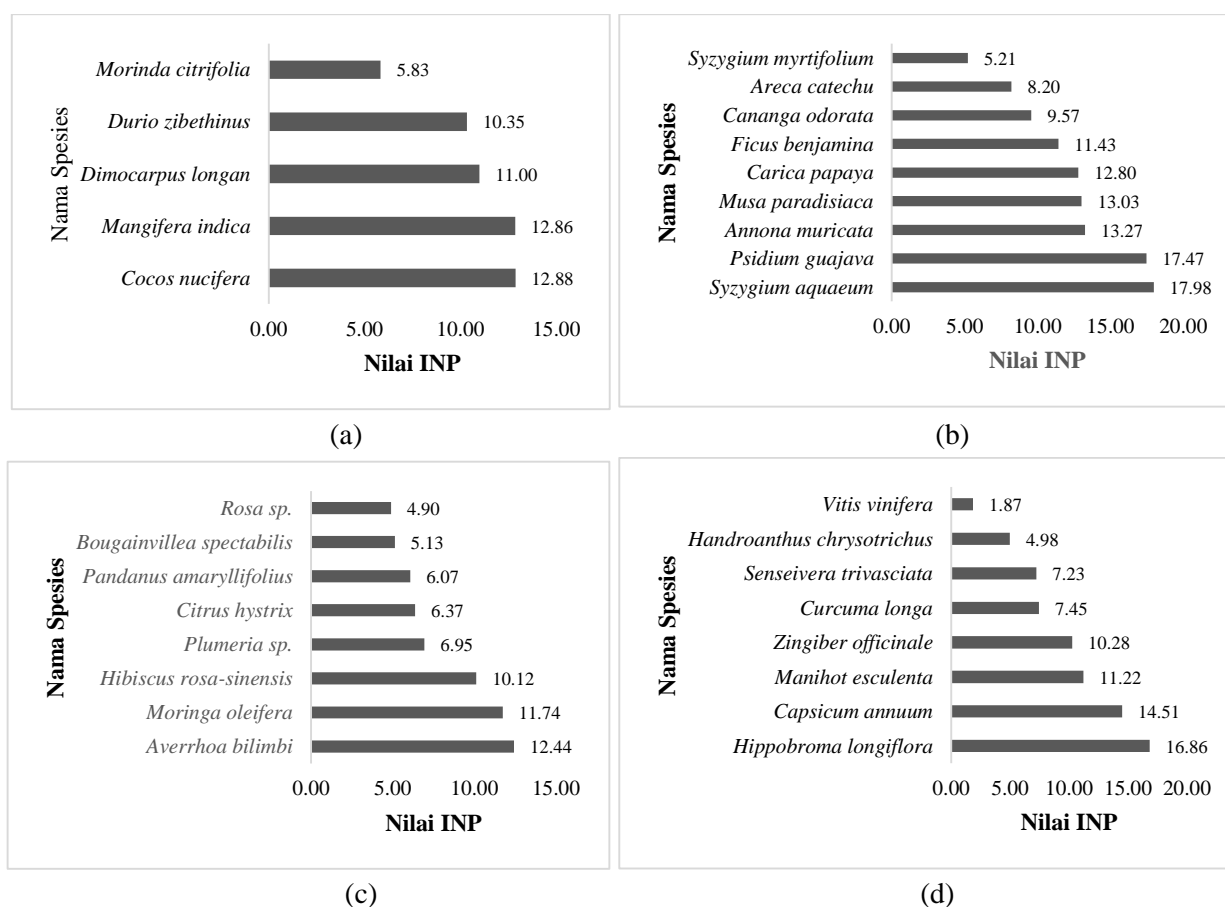 Nama Spesies
Morinda citrifolia 5.83
Durio zibethinus 10.35
Dimocarpus longan 11.00
Mangifera indica 12.86
Cocos nucifera 12.88
0.00 5.00 10.00 15.00
Nilai INP
(a)
Nama Spesies
Syzygium myrtifolium 5.21
Areca catechu 8.20
Cananga odorata 9.57
Ficus benjamina 11.43
Carica papaya 12.80
Musa paradisiaca 13.03
Annona muricata 13.27
Psidium guajava 17.47
Syzygium aquaeum 17.98
0.00 5.00 10.00 15.00 20.00
Nilai INP
(b)
Nama Spesies
Rosa sp. 4.90
Bougainvillea spectabilis 5.13
Pandanus amaryllifolius 6.07
Citrus hystrix 6.37
Plumeria sp. 6.95
Hibiscus rosa-sinensis 10.12
Moringa oleifera 11.74
Averrhoa bilimbi 12.44
0.00 5.00 10.00 15.00
Nilai INP
(c)
Nama Spesies
Vitis vinifera 1.87
Handroanthus chrysotrichus 4.98
Senseivera trivasciata 7.23
Curcuma longa 7.45
Zingiber officinale 10.28
Manihot esculenta 11.22
Capsicum annuum 14.51
Hippobroma longiflora 16.86
0.00 5.00 10.00 15.00 20.00
Nilai INP
(d)